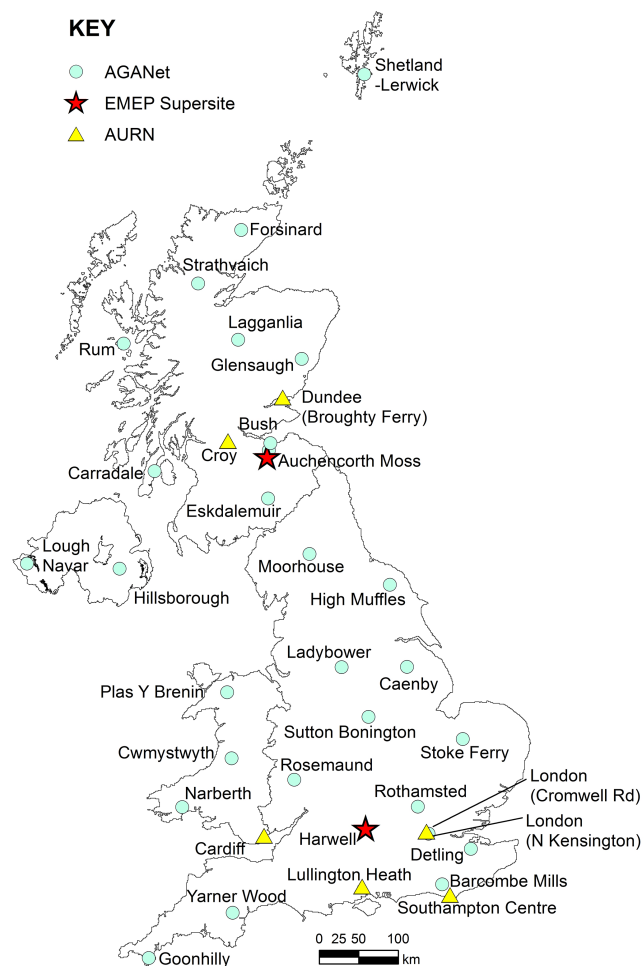 KEY
AGANet
EMEP Supersite
AURN
Shetland
-Lerwick
Forsinard
Strathvaich
Lagganlia
Rum
Glensaugh
Dundee
(Broughty Ferry)
Bush
Croy
Auchencorth Moss
Carradale
Eskdalemuir
Lough
Navar
Moorhouse
Hillsborough
High Muffles
Ladybower
Caenby
Plas Y Brenin
Sutton Bonington
Stoke Ferry
Cwmystwyth
Rosemaund
London
(Cromwell Rd)
Narberth
Rothamsted
London
(N Kensington)
Harwell
Cardiff
Detling
Lullington Heath
Barcombe Mills
Yarner Wood
Southampton Centre
0 25 50 100
km
Goonhilly